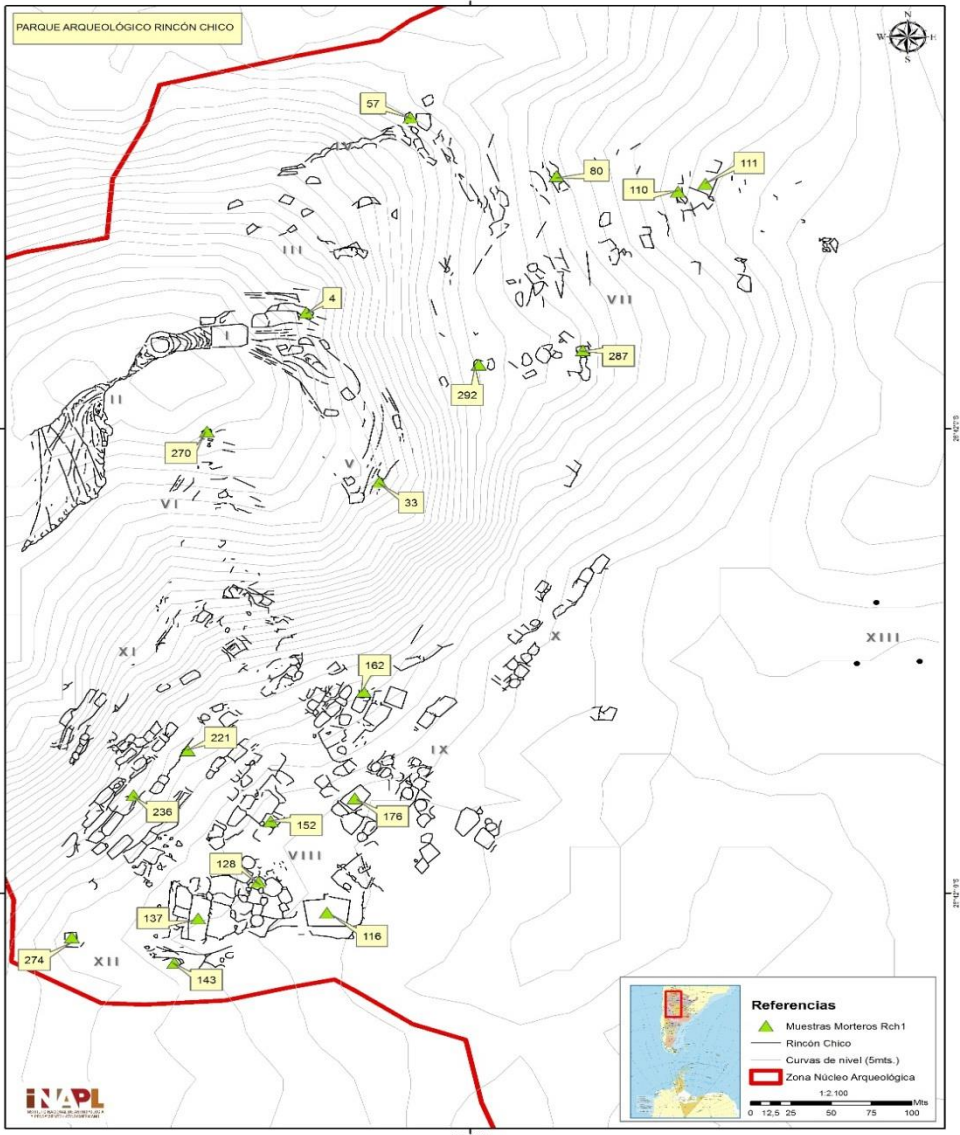 PARQUE ARQUEOLÓGICO RINCÓN CHICO
N
W
S
57
IV
80
110
111
III
VII
4
I
287
292
II
270
V
33
VI
X
XIII
XI
162
221
IX
236
152
176
VIII
128
137
116
274
XII
143
Referencias
Muestras Morteros Rch1
Rincón Chico
Curvas de nivel (5mts.)
Zona Núcleo Arqueológica
1:2.100
Mts
0 12,5 25 50 75 100
iNAPL